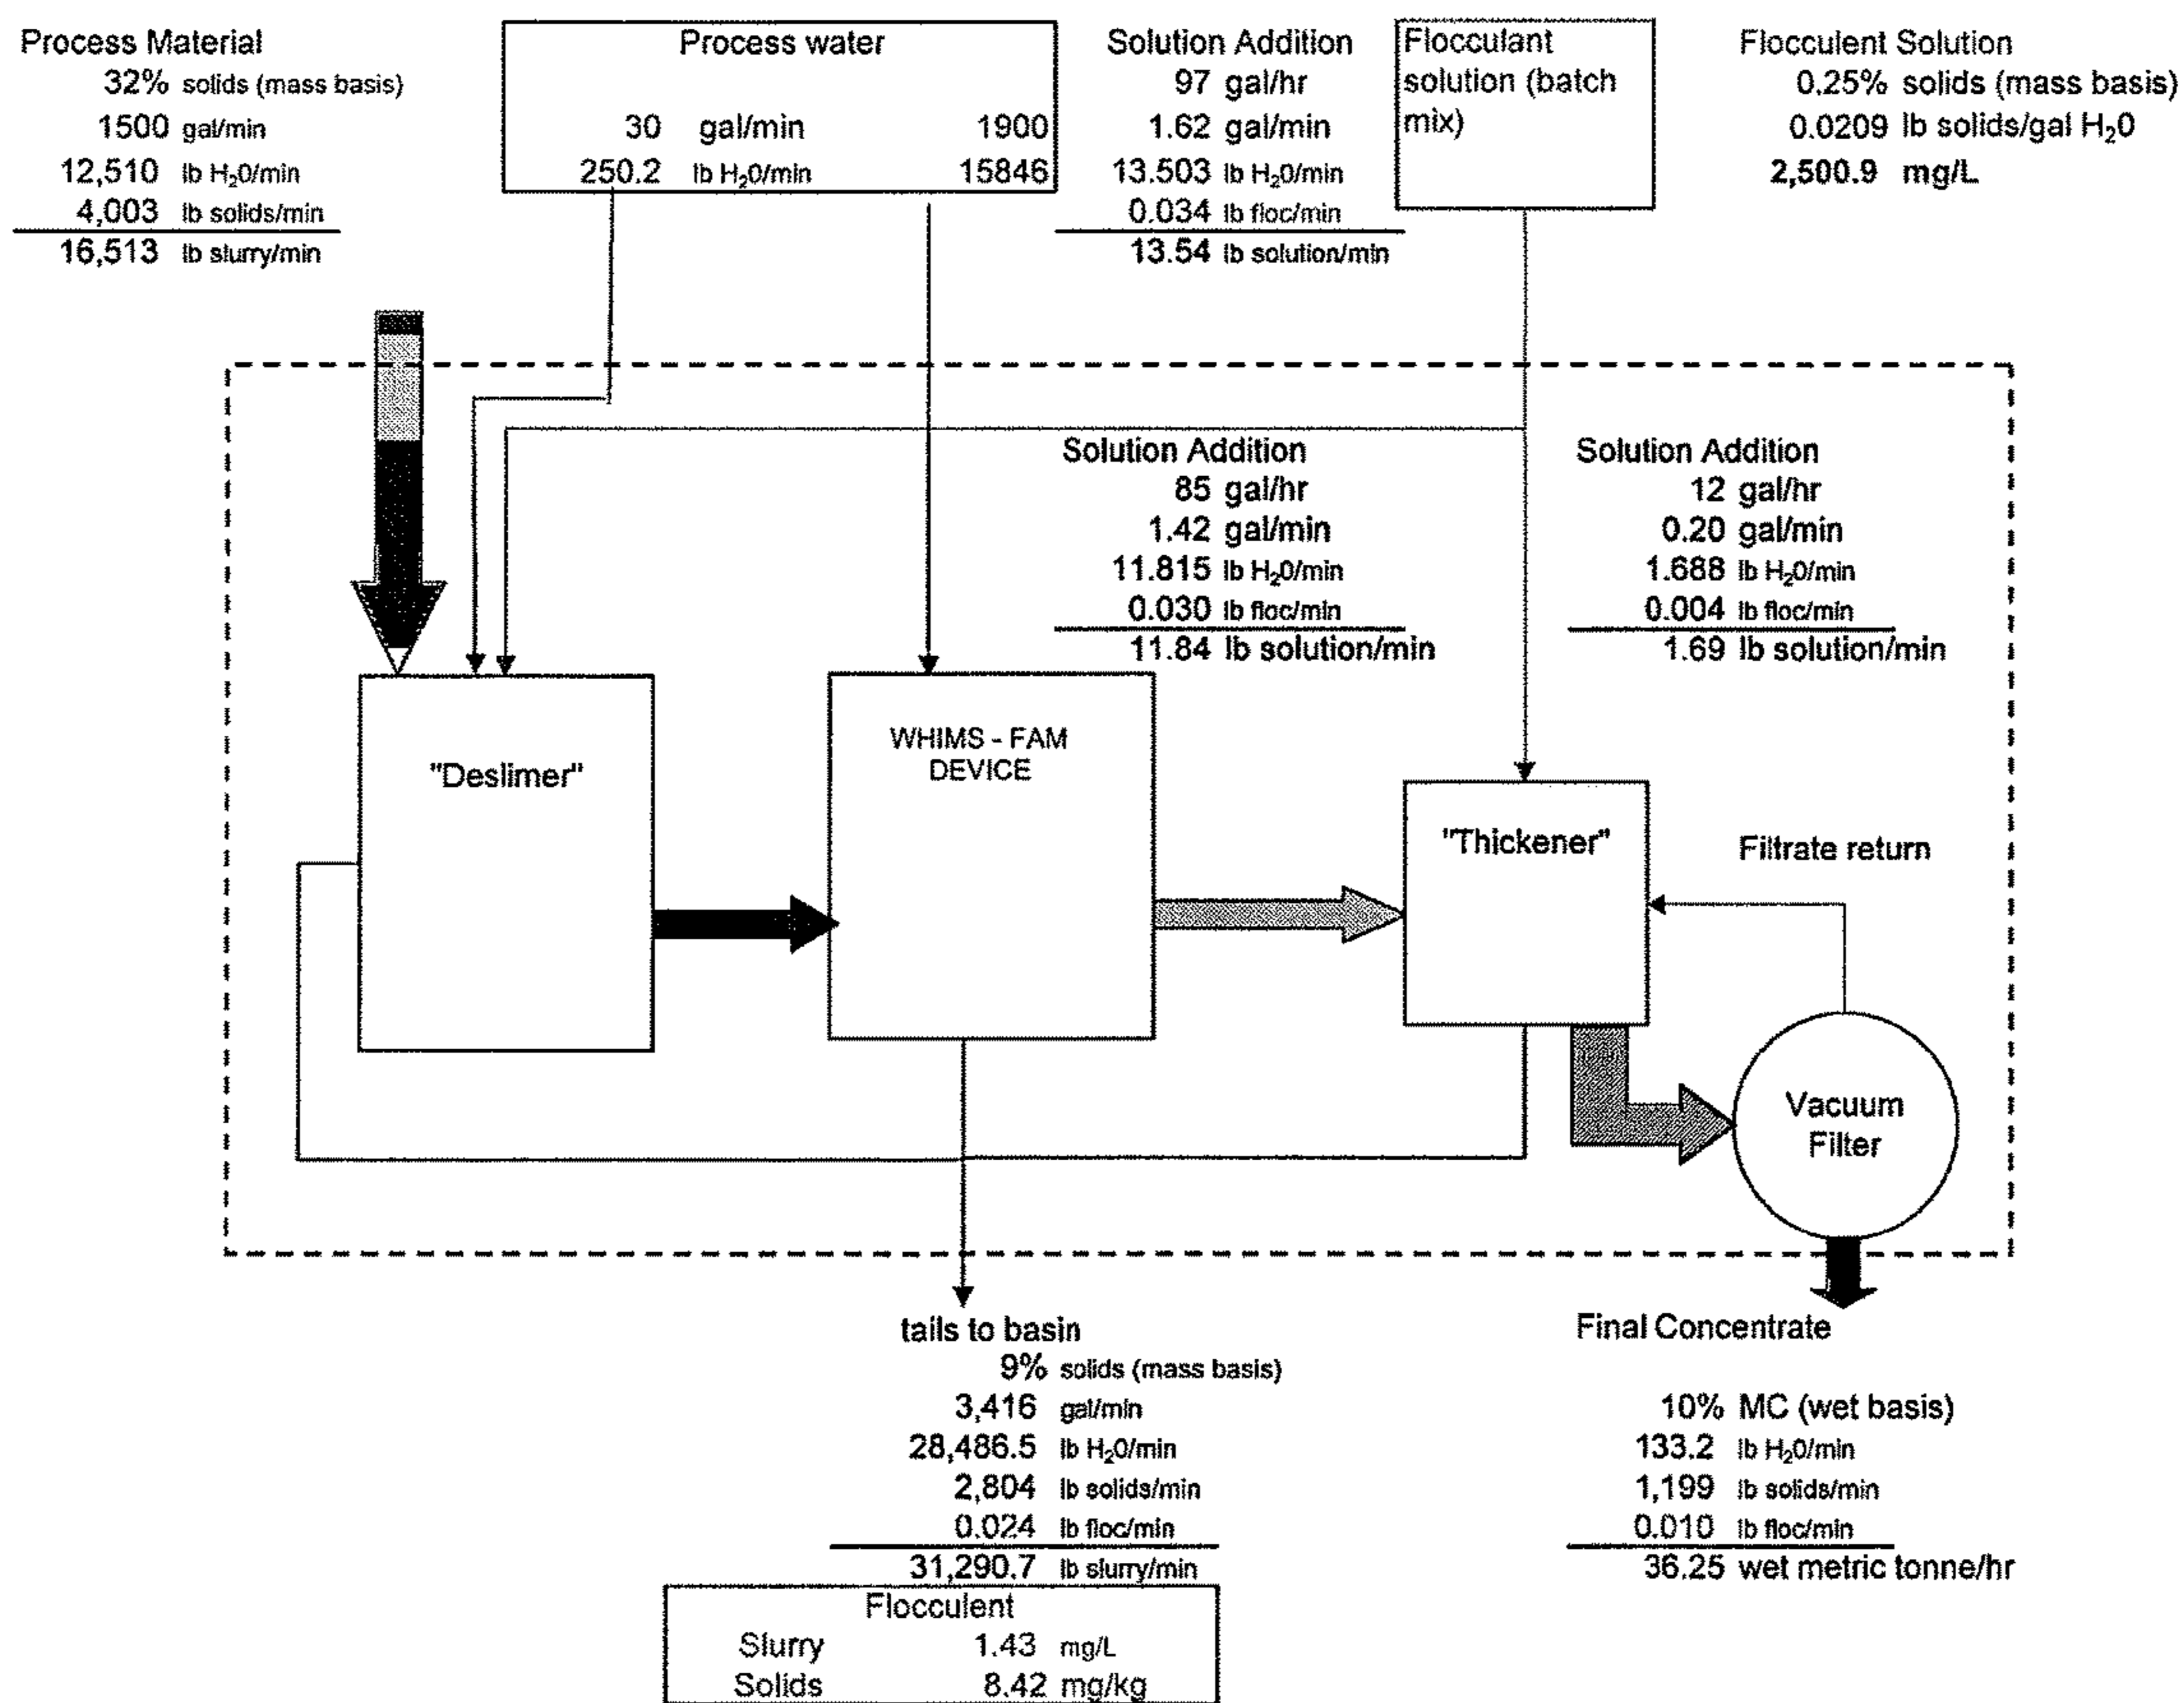 Process Material
32% solids (mass basis)
1500 gal/min
12,510 lb H₂0/min
4,003 lb solids/min
16,513 lb slurry/min
Process water
30 gal/min 1900
250.2 lb H₂0/min 15846
Solution Addition
97 gal/hr
1.62 gal/min
13.503 lb H₂0/min
0.034 lb floc/min
13.54 lb solution/min
Flocculant
solution (batch
mix)
Flocculent Solution
0.25% solids (mass basis)
0.0209 lb solids/gal H₂0
2,500.9 mg/L
Solution Addition
85 gal/hr
1.42 gal/min
11.815 lb H₂0/min
0.030 lb floc/min
11.84 lb solution/min
Solution Addition
12 gal/hr
0.20 gal/min
1.688 lb H₂0/min
0.004 lb floc/min
1.69 lb solution/min
"Deslimer"
WHIMS - FAM
DEVICE
"Thickener"
Filtrate return
Vacuum
Filter
tails to basin
9% solids (mass basis)
3,416 gal/min
28,486.5 lb H₂0/min
2,804 lb solids/min
0.024 lb floc/min
31,290.7 lb slurry/min
Flocculent
Slurry 1.43 mg/L
Solids 8.42 mg/kg
Final Concentrate
10% MC (wet basis)
133.2 lb H₂0/min
1,199 lb solids/min
0.010 lb floc/min
36.25 wet metric tonne/hr